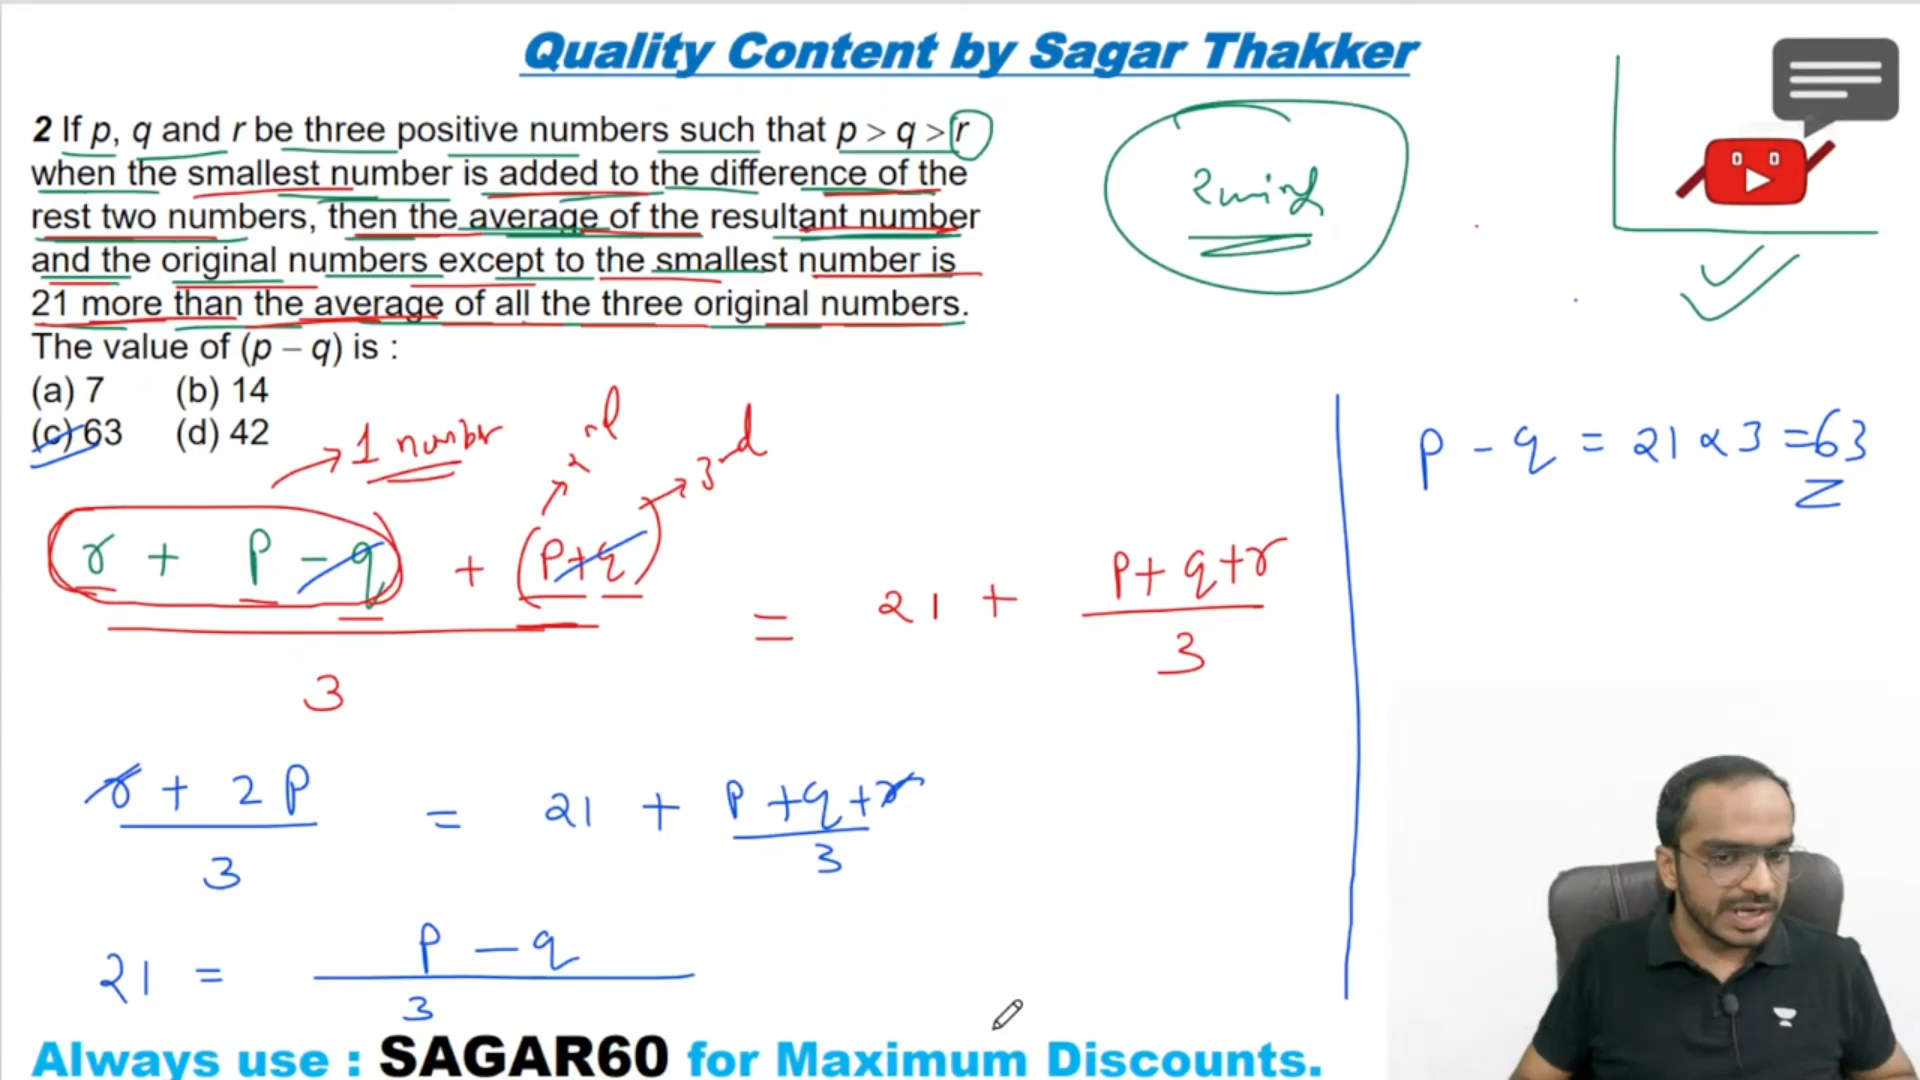 Quality Content by Sagar Thakker
2 If p, q and r be three positive numbers such that p > q > r
when the smallest number is added to the difference of the
rest two numbers, then the average of the resultant number
and the original numbers except to the smallest number is
21 more than the average of all the three original numbers.
The value of (p – q) is :
(a) 7 (b) 14
(c) 63 (d) 42
2 mins
1 number
2nd
3rd
r + p - q + (p+q) = 21 + p+q+r
3 3
r + 2p = 21 + p+q+r
3 3
21 = p - q
3
p - q = 21 x 3 = 63
Always use : SAGAR60 for Maximum Discounts.